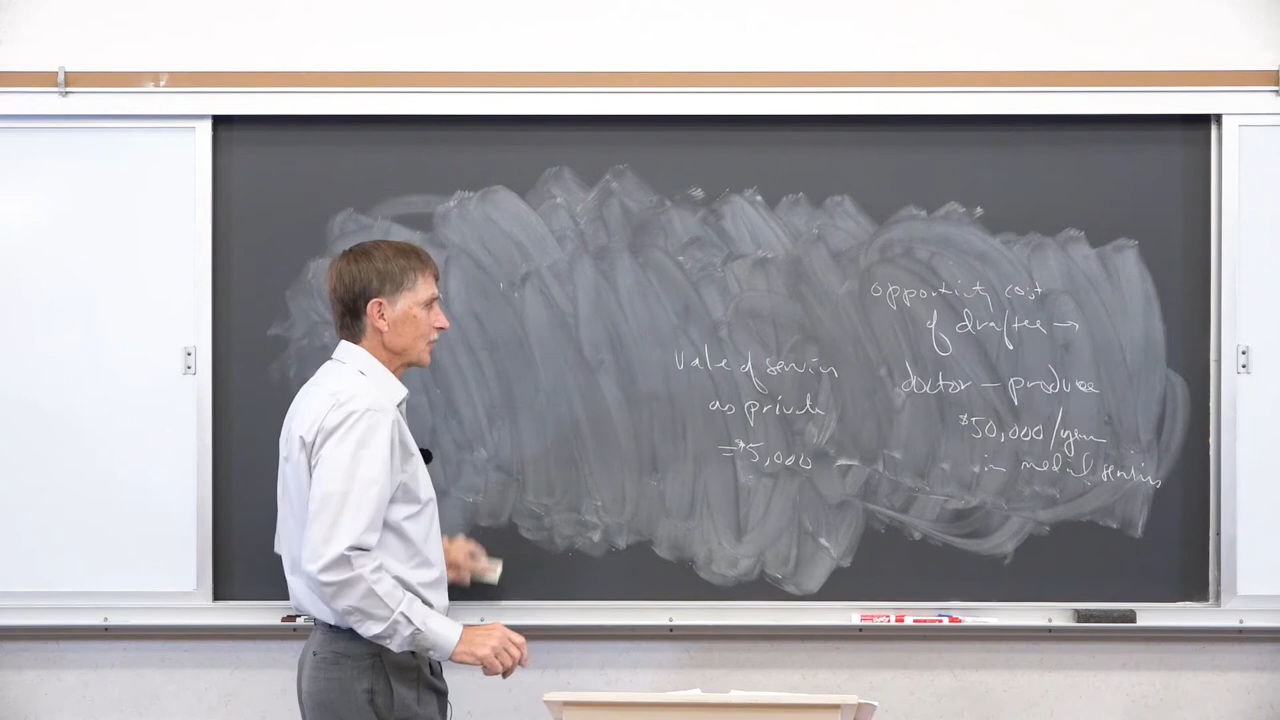 Value of service
as private
= $5,000
opportunity cost
of draftee →
doctor — produce
$50,000/year
in medical services